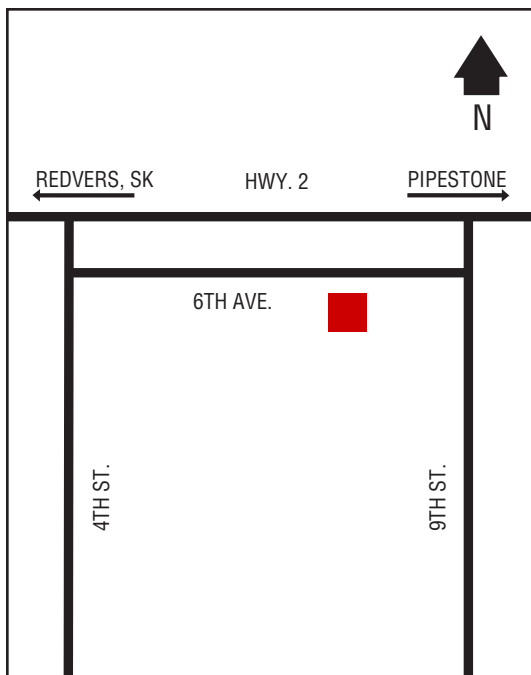 N
REDVERS, SK
HWY. 2
PIPESTONE
6TH AVE.
4TH ST.
9TH ST.